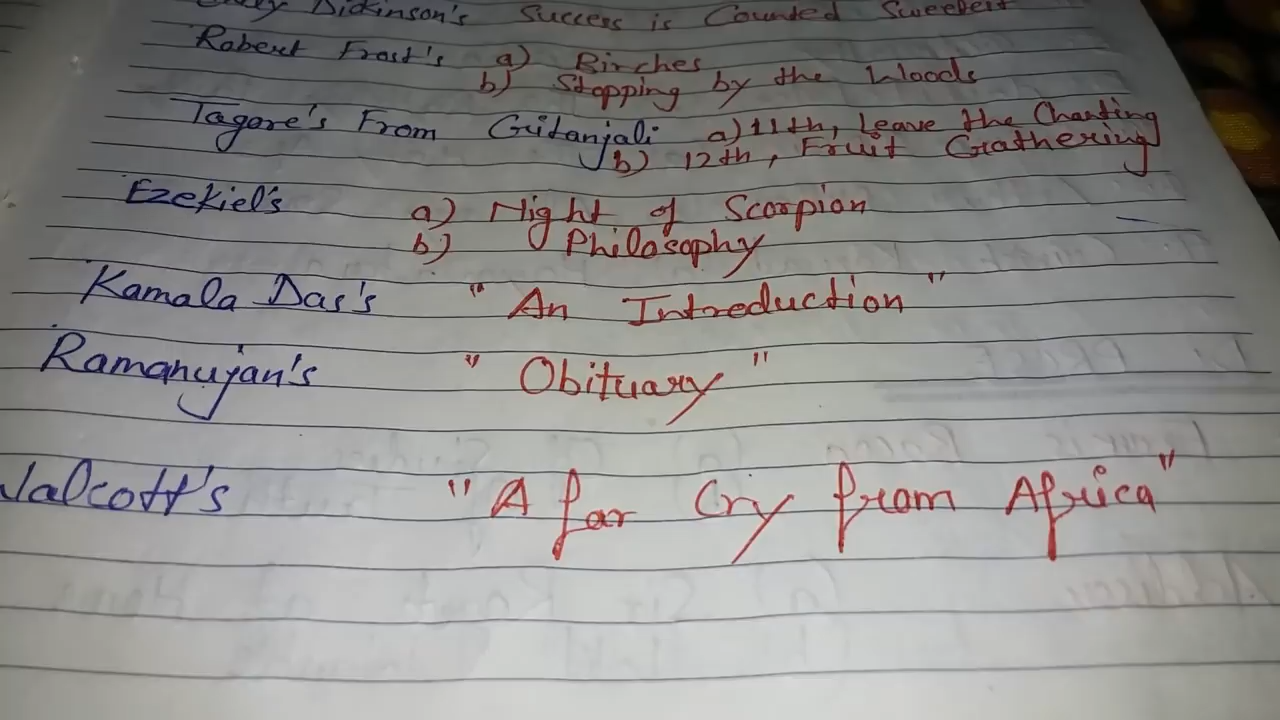 Dickinson's Success is Counted Sweetest
Robert Frost's a) Birches
b) Stopping by the Woods
Tagore's From Gitanjali a) 11th, Leave the Chanting
b) 12th, Fruit Gathering
Ezekiel's a) Night of Scorpion
b) Philosophy
Kamala Das's "An Introduction"
Ramanujan's "Obituary"
Walcott's "A far Cry from Africa"